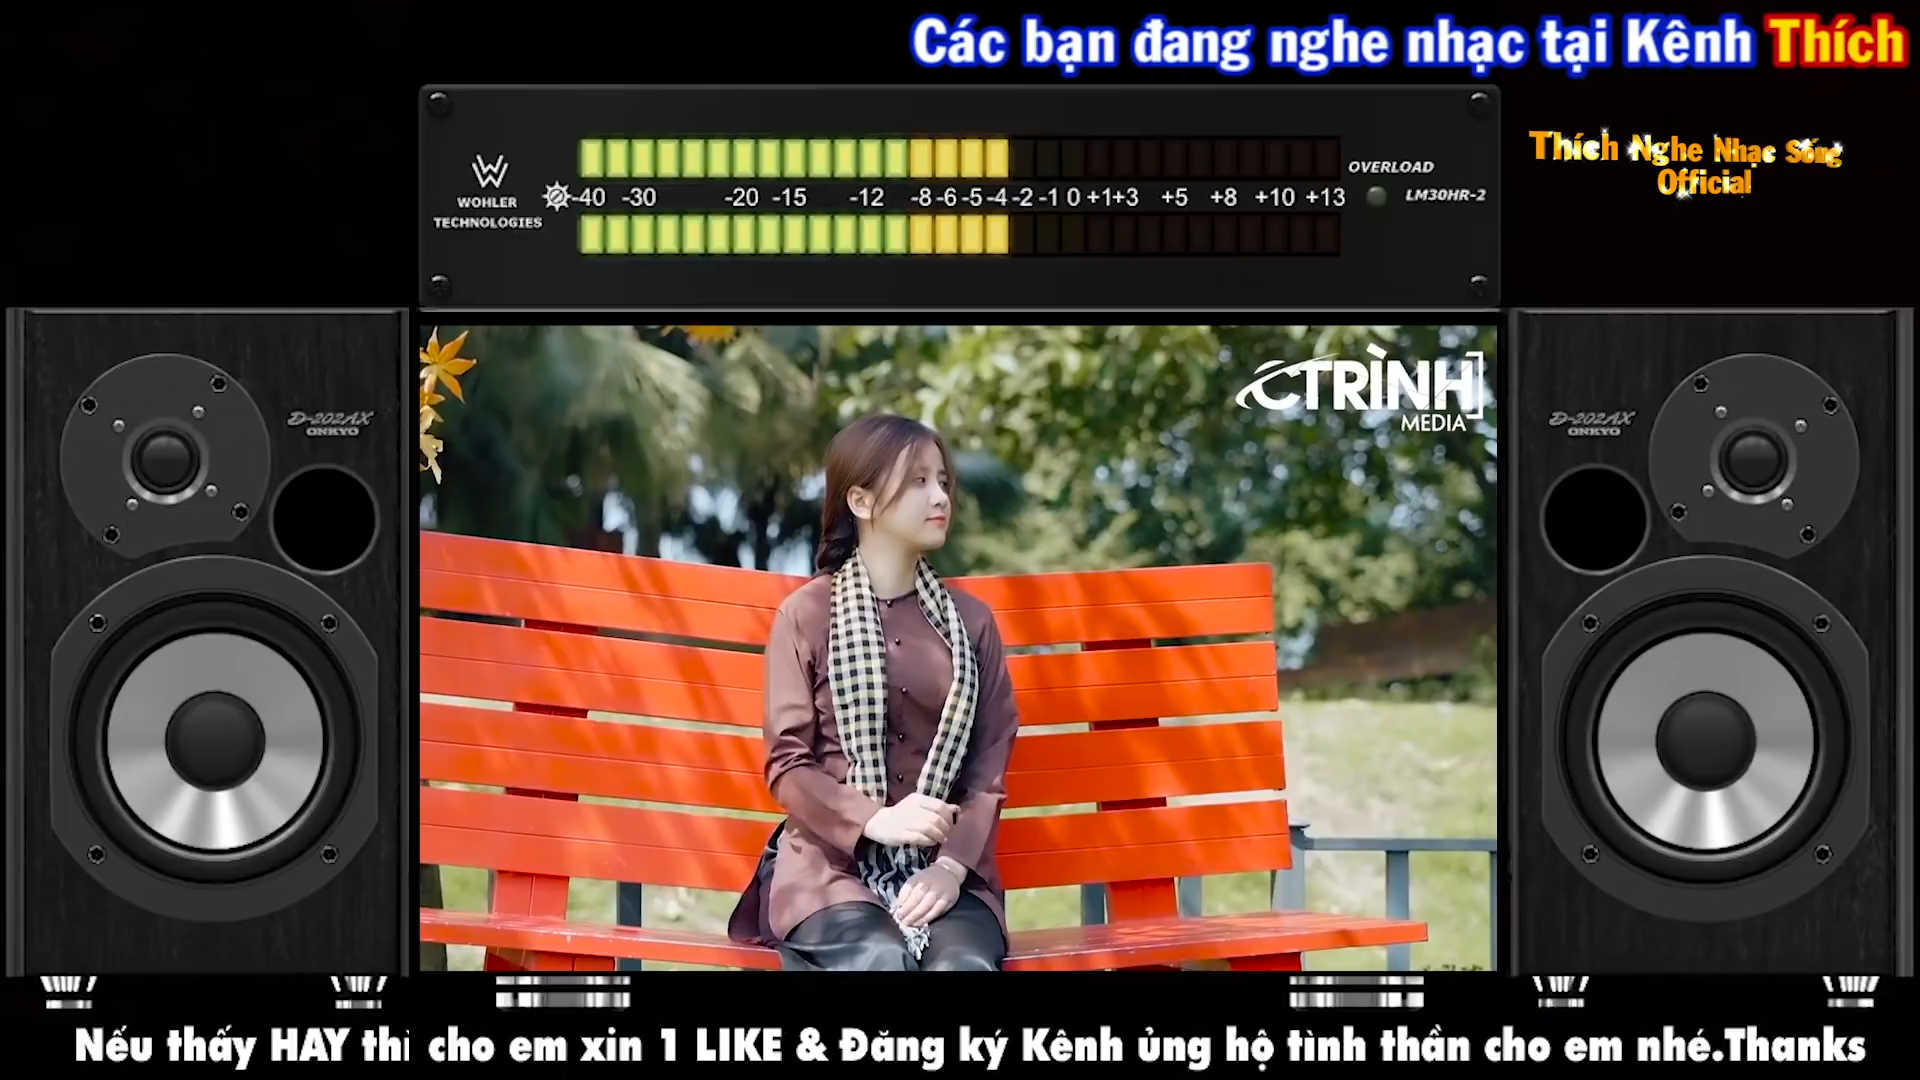 Các bạn đang nghe nhạc tại Kênh Thích
Thích Nghe Nhạc Sống
Official
OVERLOAD
-40 -30 -20 -15 -12 -8 -6 -5 -4 -2 -1 0 +1 +3 +5 +8 +10 +13
LM30HR-2
WOHLER
TECHNOLOGIES
D-202AX
ONKYO
CTRÌNH
MEDIA
D-202AX
ONKYO
Nếu thấy HAY thì cho em xin 1 LIKE & Đăng ký Kênh ủng hộ tình thần cho em nhé.Thanks